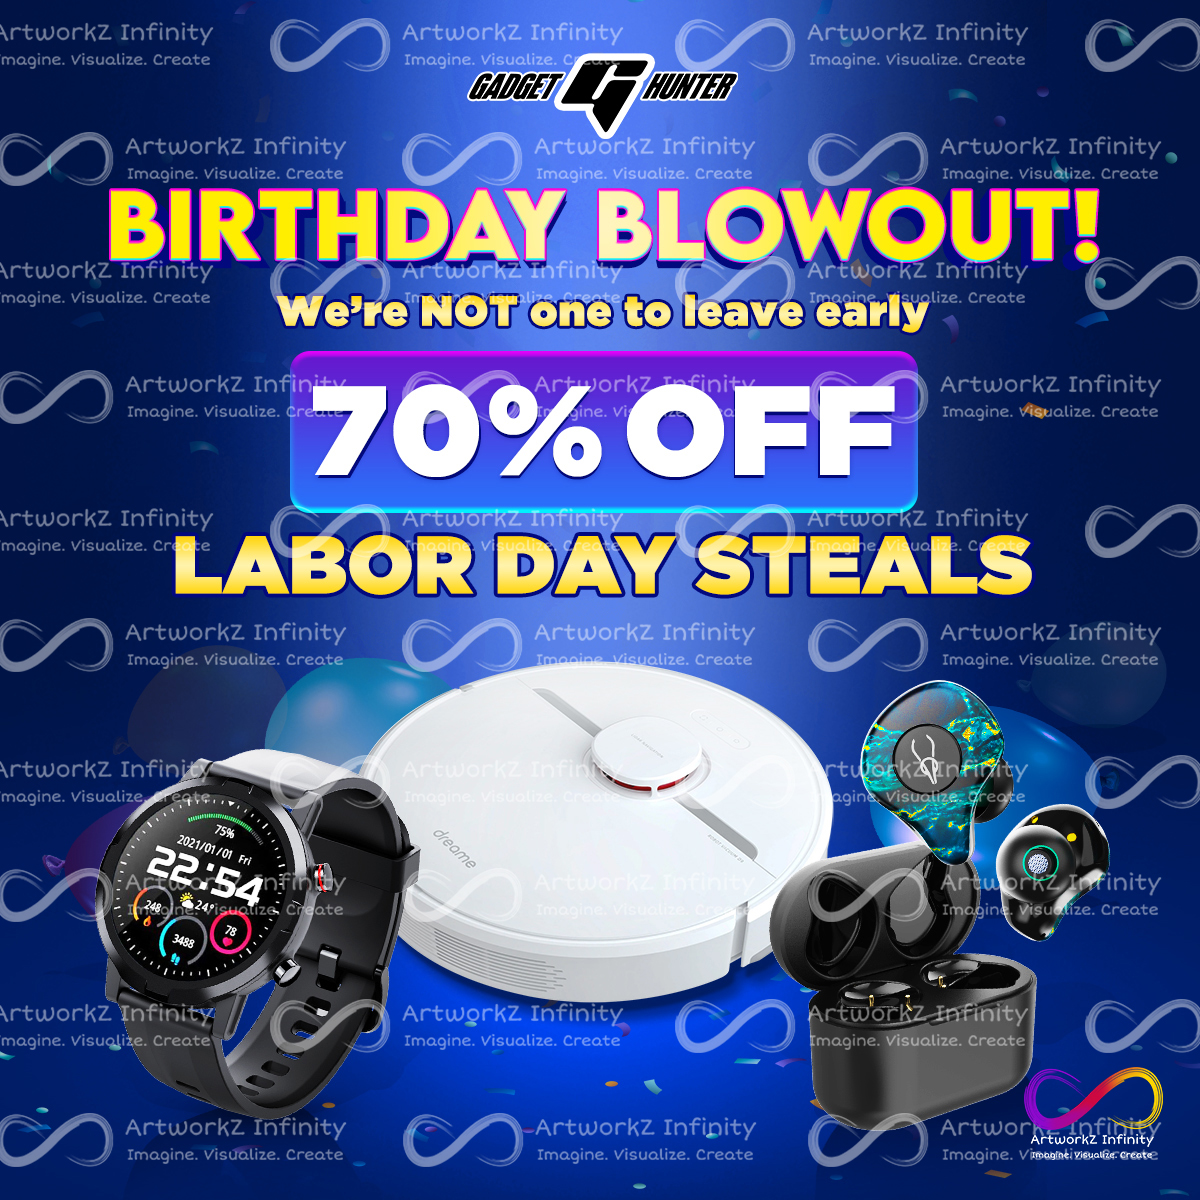 GADGET G HUNTER
BIRTHDAY BLOWOUT!
We're NOT one to leave early
70% OFF
LABOR DAY STEALS
dreame
75%
2021/01/01 Fri
22:54
248
24°
3488
78
ArtworkZ Infinity
Imagine. Visualize. Create